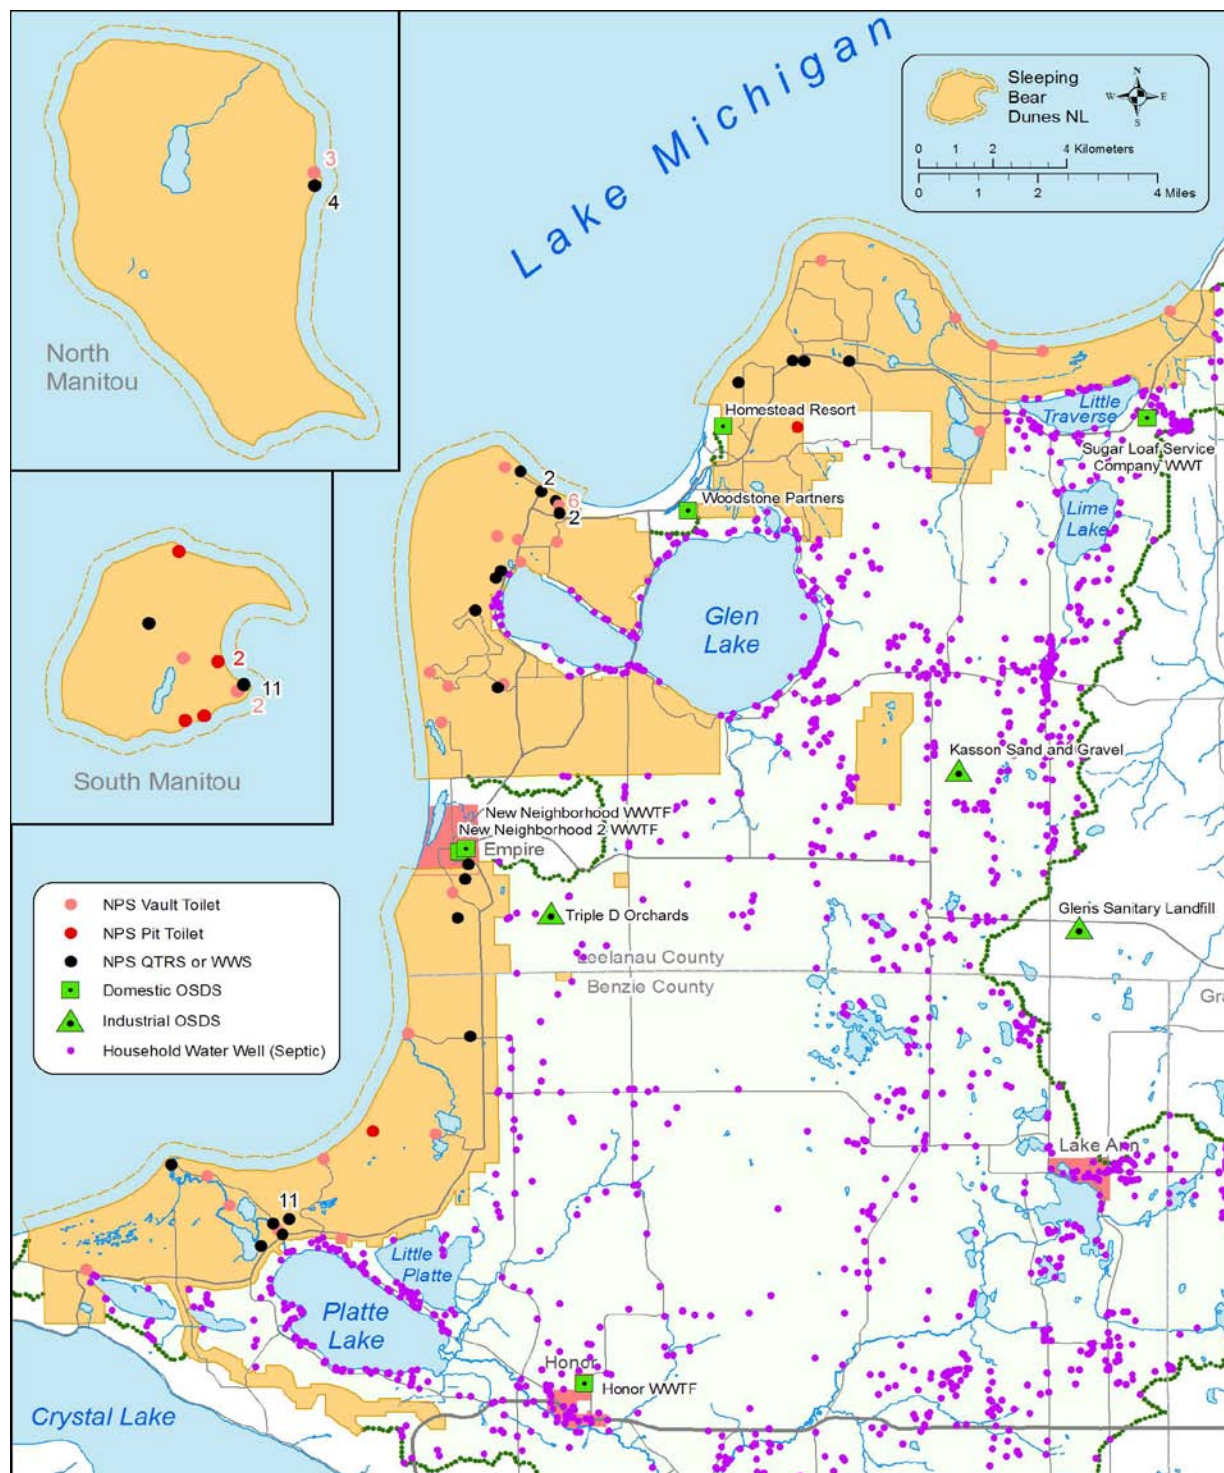 Lake Michigan
Sleeping
Bear
Dunes NL
N
W
E
S
0 1 2 4 Kilometers
0 1 2 4 Miles
3
4
North
Manitou
2
11
2
South Manitou
Homestead Resort
Little
Traverse
Sugar Loaf Service
Company WWT
2
6
2
Woodstone Partners
Lime
Lake
Glen
Lake
Kasson Sand and Gravel
New Neighborhood WWTF
New Neighborhood 2 WWTF
Empire
Triple D Orchards
Glen's Sanitary Landfill
Leelanau County
Benzie County
Gra
NPS Vault Toilet
NPS Pit Toilet
NPS QTRS or WWS
Domestic OSDS
Industrial OSDS
Household Water Well (Septic)
Lake Ann
11
Little
Platte
Platte
Lake
Honor
Honor WWTF
Crystal Lake